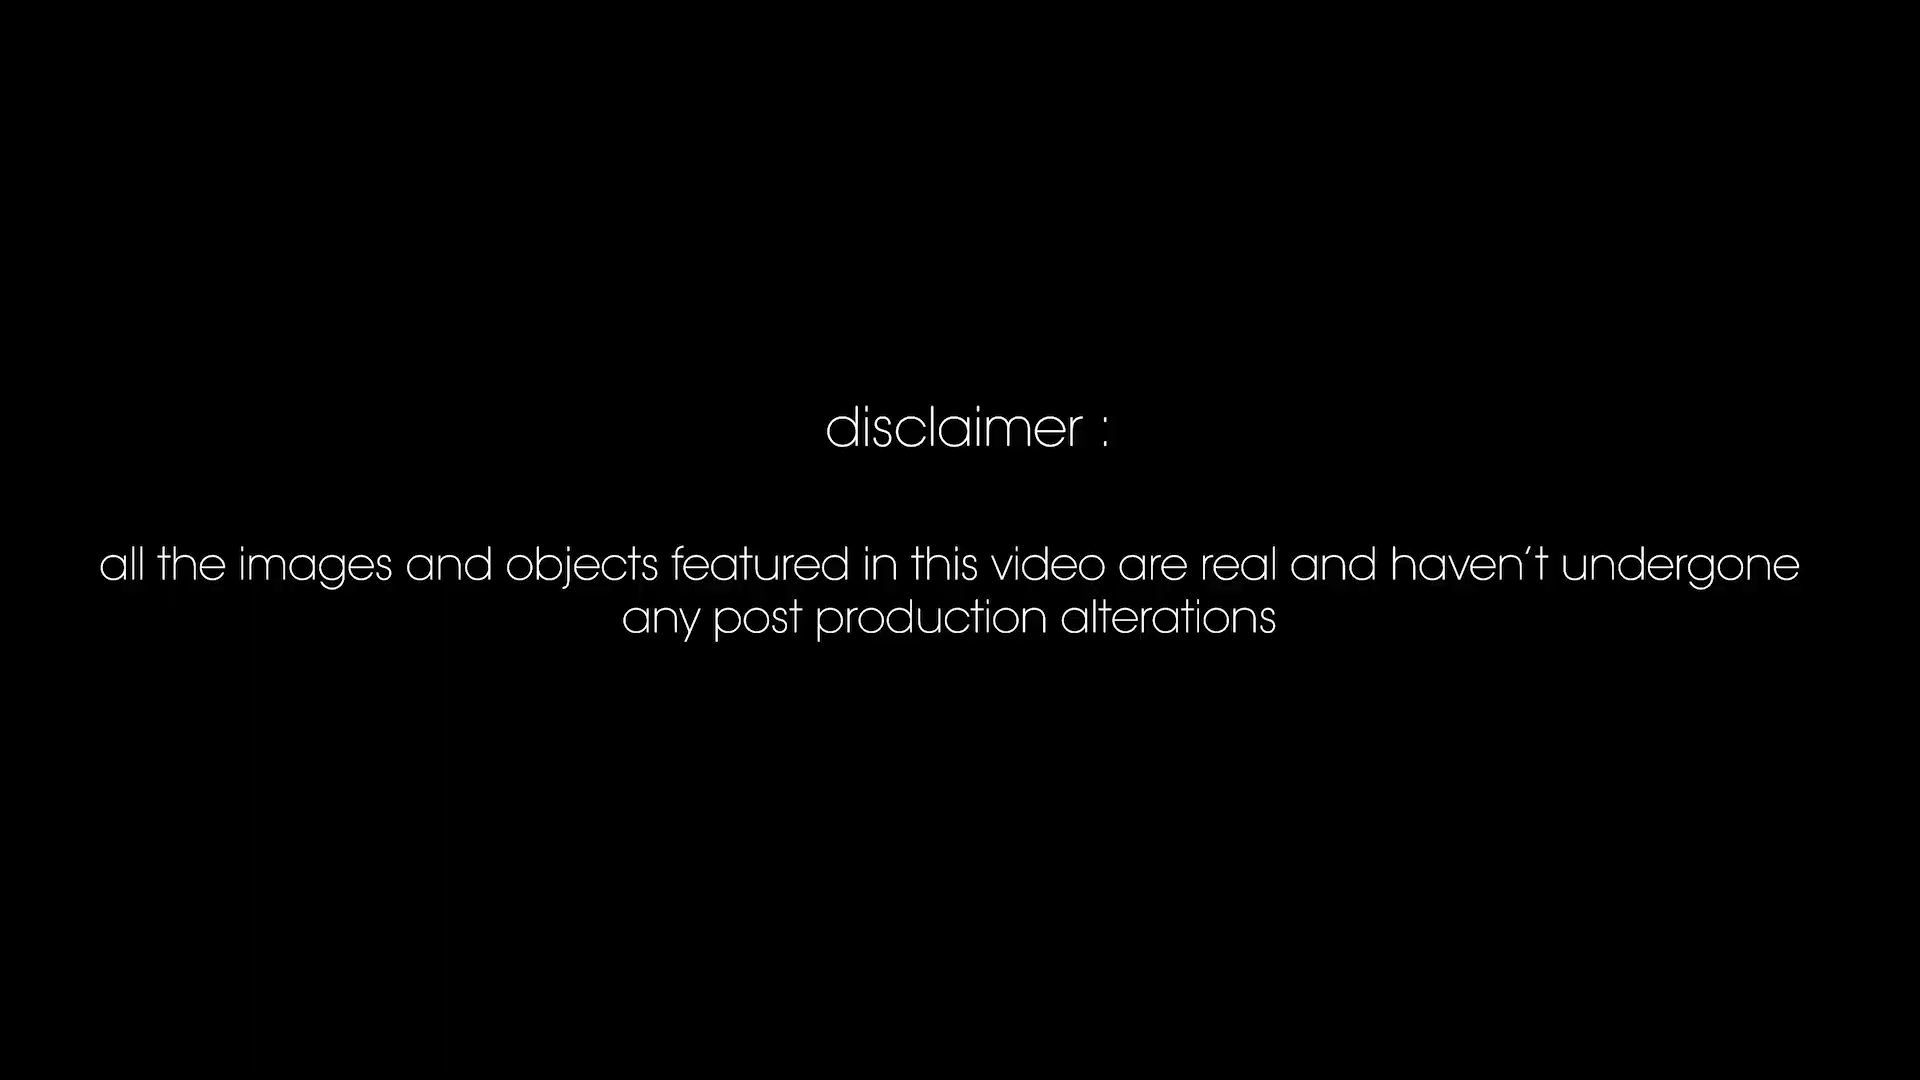 disclaimer :
all the images and objects featured in this video are real and haven’t undergone
any post production alterations